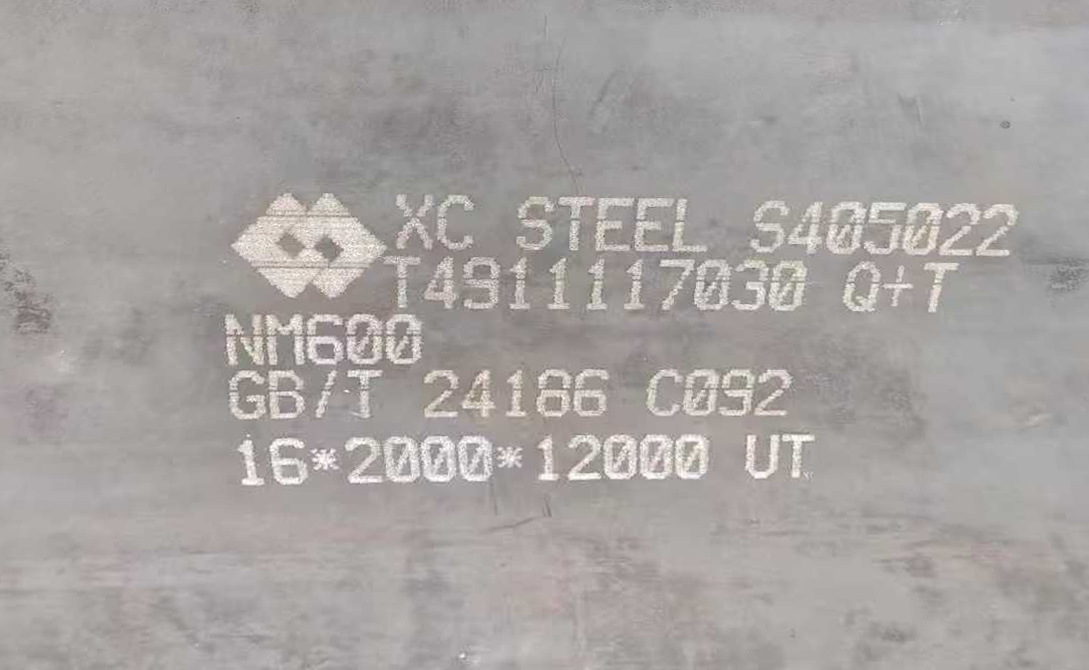 XC STEEL S405022
T4911117030 Q+T
NM600
GB/T 24186 C092
16*2000*12000 UT